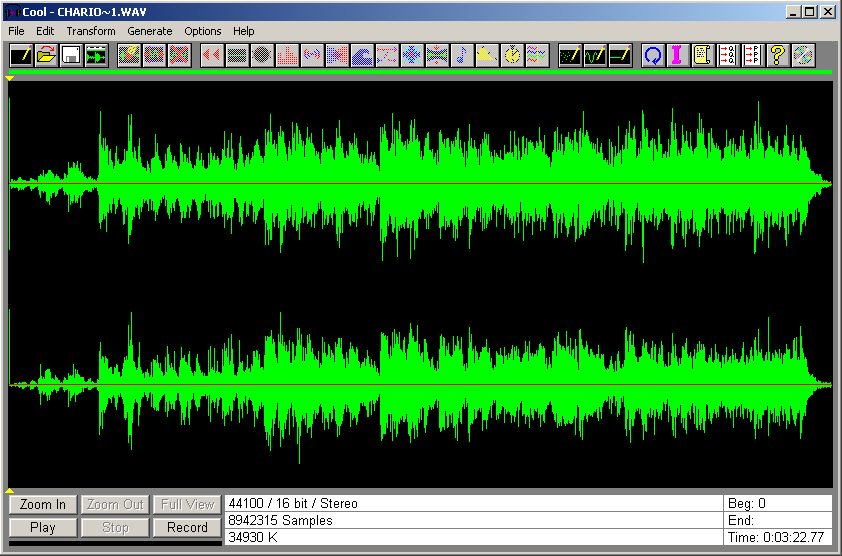 Cool - CHARIO~1.WAV
File Edit Transform Generate Options Help
Zoom In Zoom Out Full View 44100 / 16 bit / Stereo Beg: 0
Play Stop Record 8942315 Samples End:
34930 K Time: 0:03:22.77